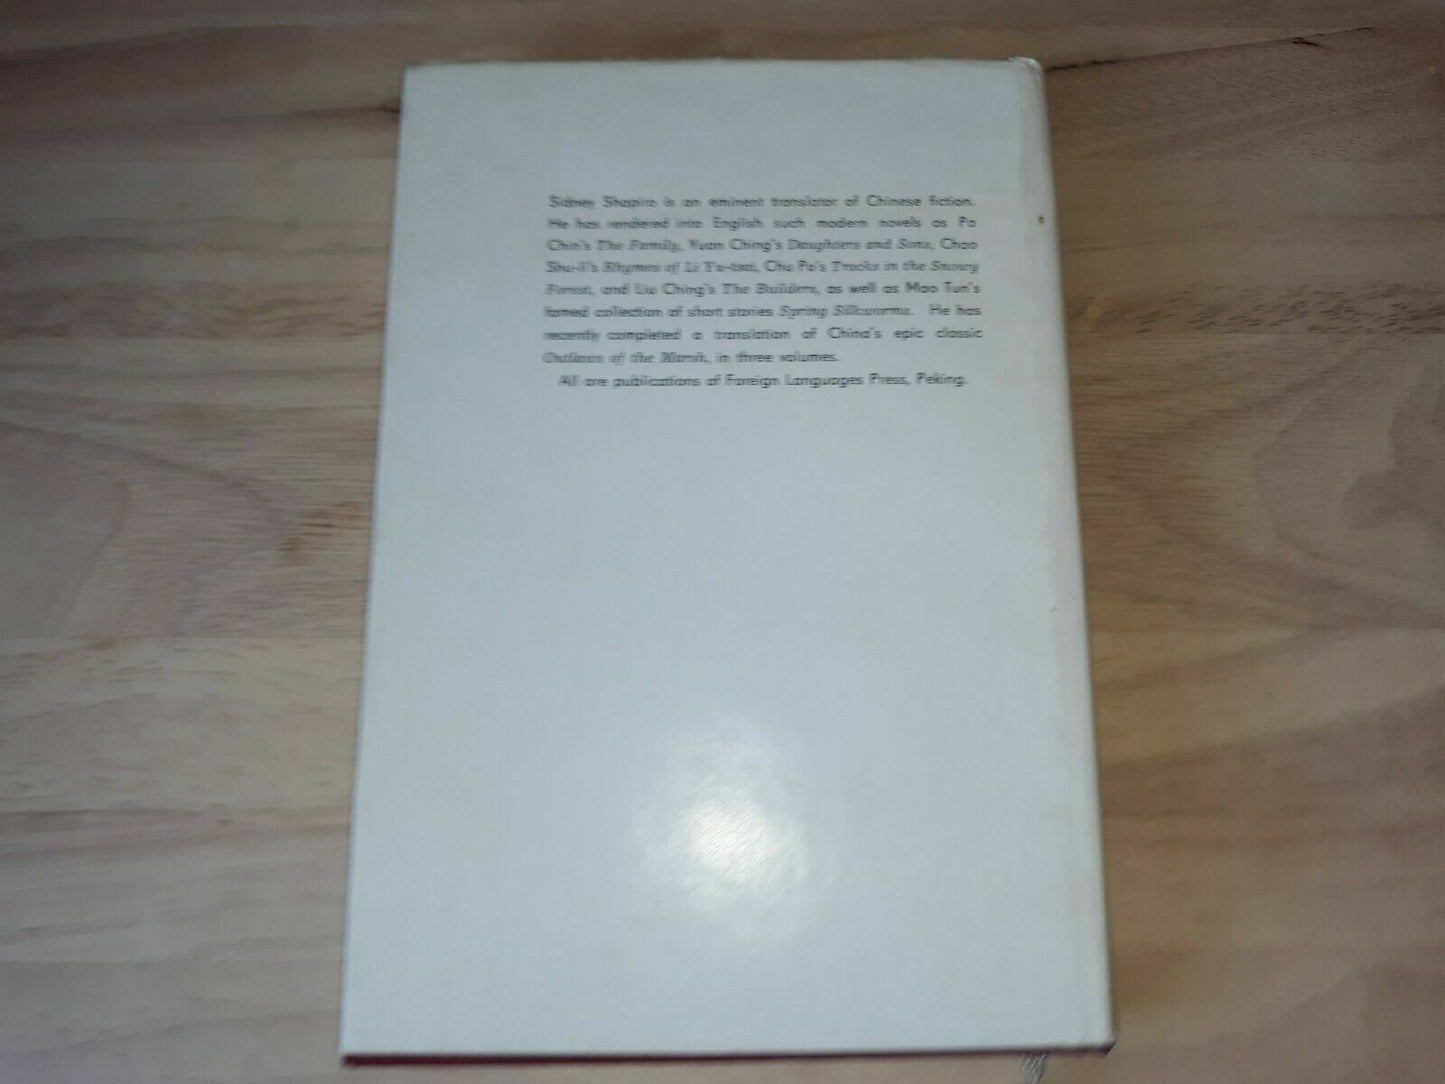 Sidney Shapiro is an eminent translator of Chinese fiction.
He has rendered into English such modern novels as Pa
Chin's The Family, Yuan Ching's Daughters and Sons, Chao
Shu-li's Rhymes of Li Yu-tsai, Chu Po's Tracks in the Snowy
Forest, and Liu Ching's The Builders, as well as Mao Tun's
famed collection of short stories Spring Silkworms. He has
recently completed a translation of China's epic classic
Outlaws of the Marsh, in three volumes.
All are publications of Foreign Languages Press, Peking.